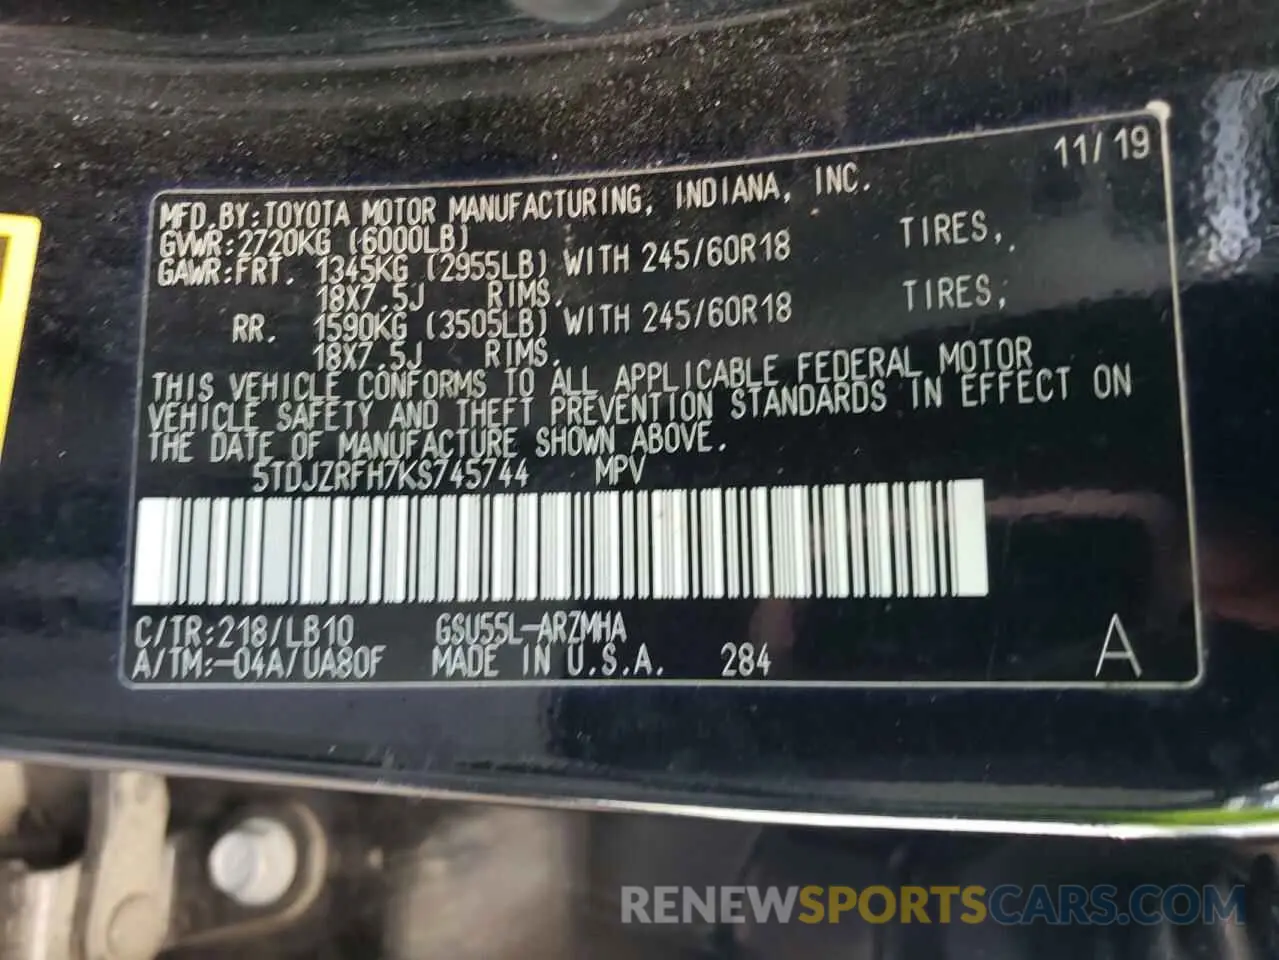 11/19
MFD.BY:TOYOTA MOTOR MANUFACTURING, INDIANA, INC.
GVWR:2720KG (6000LB)
GAWR:FRT. 1345KG (2955LB) WITH 245/60R18 TIRES,
18X7.5J RIMS.
RR. 1590KG (3505LB) WITH 245/60R18 TIRES;
18X7.5J RIMS.
THIS VEHICLE CONFORMS TO ALL APPLICABLE FEDERAL MOTOR
VEHICLE SAFETY AND THEFT PREVENTION STANDARDS IN EFFECT ON
THE DATE OF MANUFACTURE SHOWN ABOVE.
5TDJZRFH7KS745744 MPV
C/TR:218/LB10 GSU55L-ARZMHA
A/TM:-04A/UA80F MADE IN U.S.A. 284 A
RENEWSPORTSCARS.COM